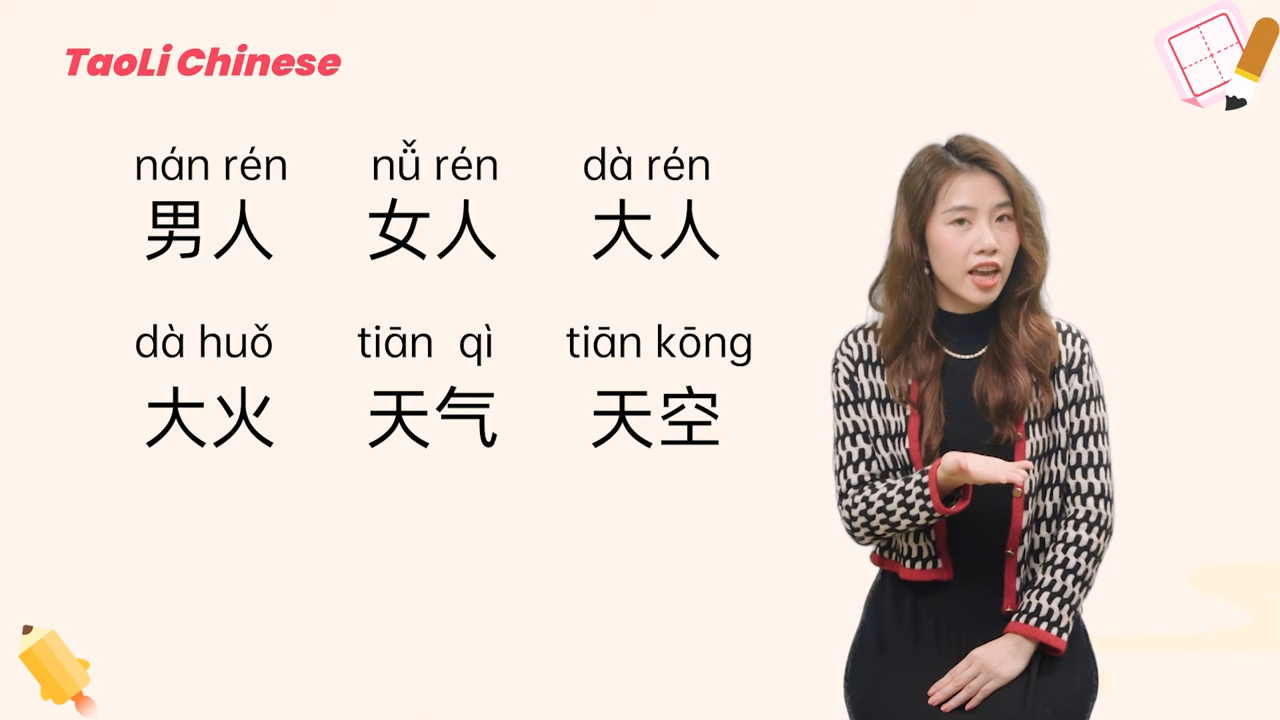 TaoLi Chinese
nán rén nǚ rén dà rén
男人 女人 大人
dà huǒ tiān qì tiān kōng
大火 天气 天空